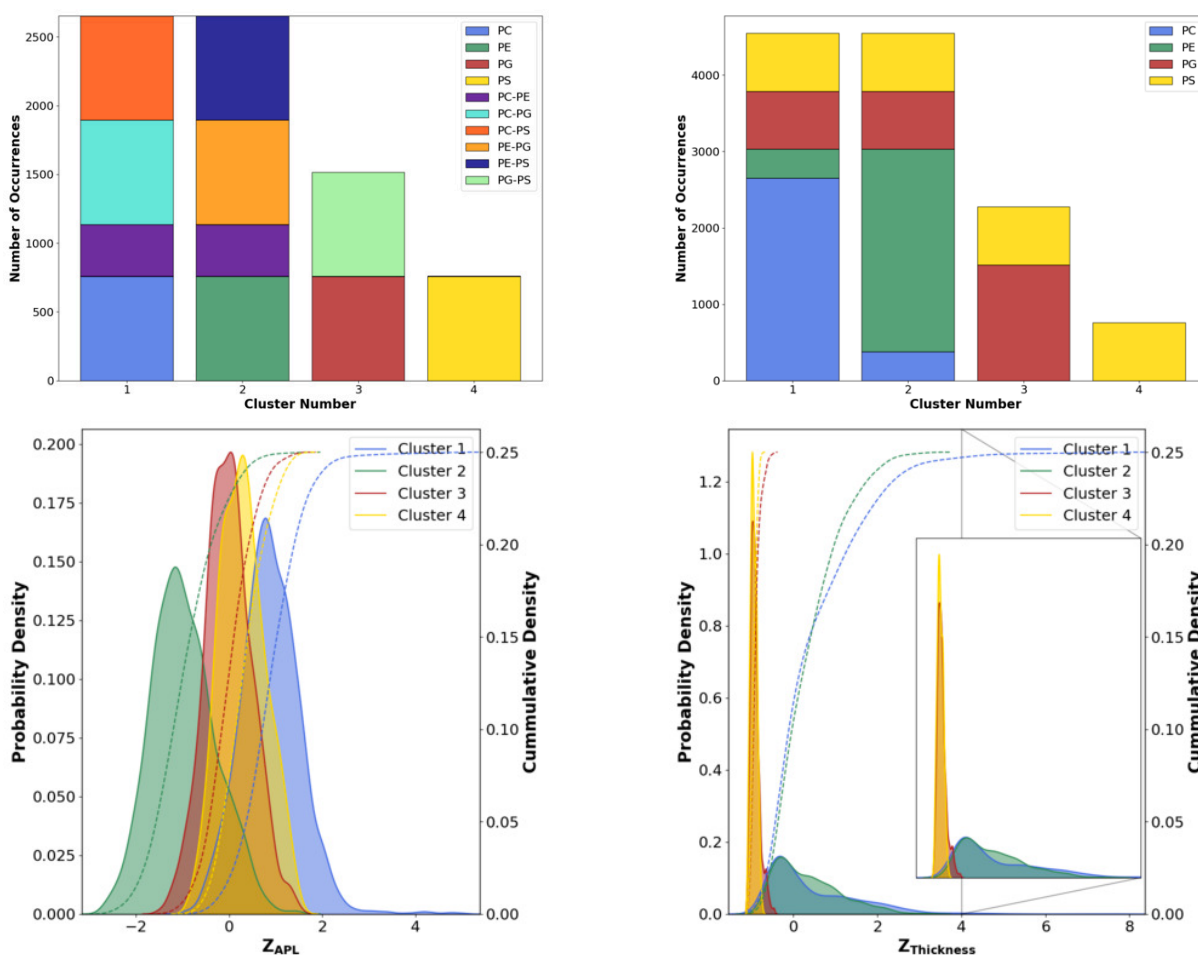 2500
2000
1500
1000
500
0
Number of Occurrences
1 2 3 4
Cluster Number
PC
PE
PG
PS
PC-PE
PC-PG
PC-PS
PE-PG
PE-PS
PG-PS
4000
3000
2000
1000
0
Number of Occurrences
1 2 3 4
Cluster Number
PC
PE
PG
PS
0.200
0.175
0.150
0.125
0.100
0.075
0.050
0.025
0.000
Probability Density
−2 0 2 4
Z_APL
Cluster 1
Cluster 2
Cluster 3
Cluster 4
0.25
0.20
0.15
0.10
0.05
0.00
Cummulative Density
1.2
1.0
0.8
0.6
0.4
0.2
0.0
Probability Density
0 2 4 6 8
Z_Thickness
Cluster 1
Cluster 2
Cluster 3
Cluster 4
0.25
0.20
0.15
0.10
0.05
0.00
Cummulative Density